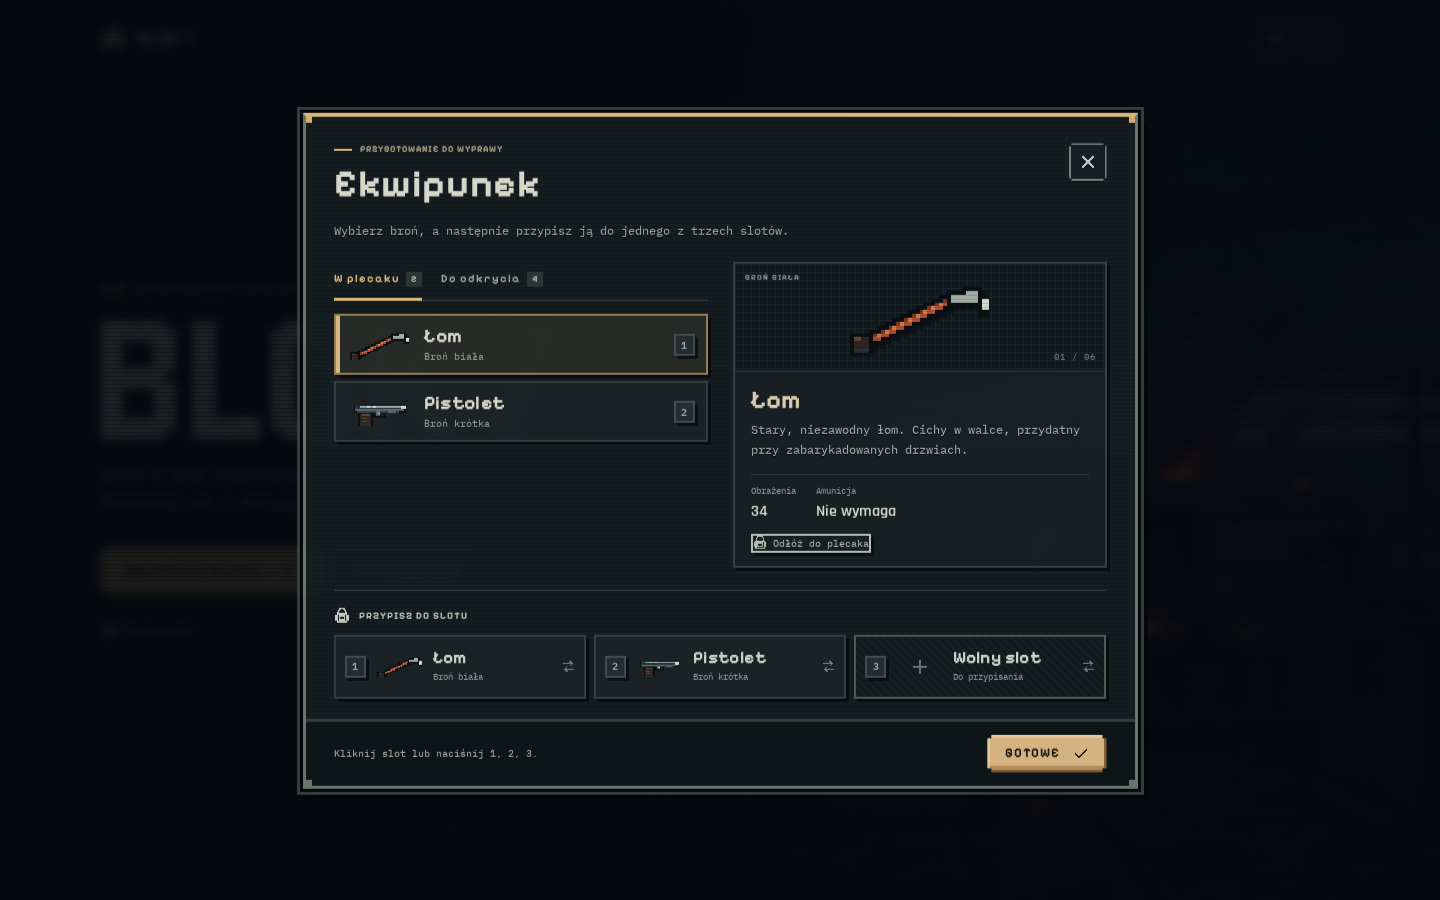 PRZYGOTOWANIE DO WYPRAWY
Ekwipunek
Wybierz broń, a następnie przypisz ją do jednego z trzech slotów.
W plecaku 2
Do odkrycia 4
Łom
Broń biała
1
Pistolet
Broń krótka
2
BROŃ BIAŁA
01 / 06
Łom
Stary, niezawodny łom. Cichy w walce, przydatny
przy zabarykadowanych drzwiach.
Obrażenia Amunicja
34 Nie wymaga
Odłóż do plecaka
PRZYPISZ DO SLOTU
1
Łom
Broń biała
2
Pistolet
Broń krótka
3
Wolny slot
Do przypisania
Kliknij slot lub naciśnij 1, 2, 3.
GOTOWE